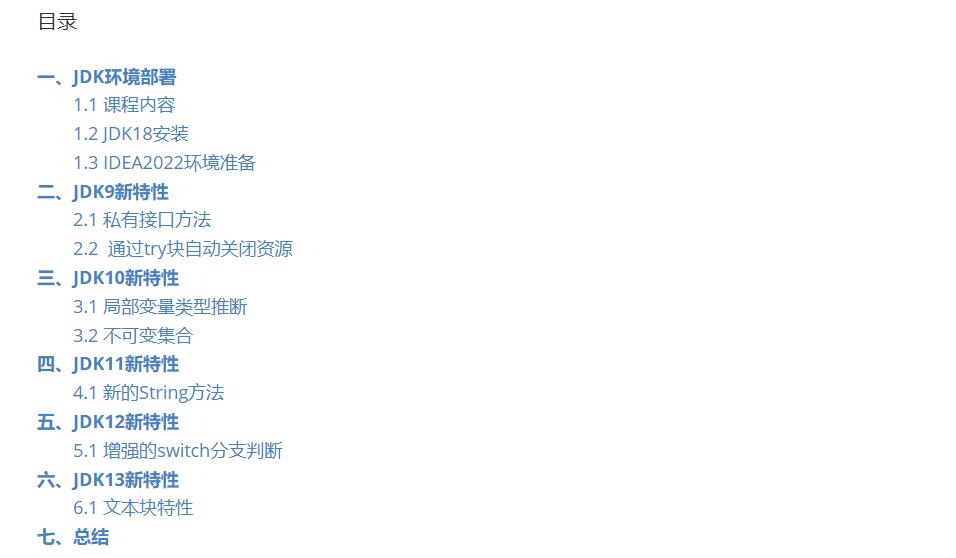 目录
一、JDK环境部署
1.1 课程内容
1.2 JDK18安装
1.3 IDEA2022环境准备
二、JDK9新特性
2.1 私有接口方法
2.2  通过try块自动关闭资源
三、JDK10新特性
3.1 局部变量类型推断
3.2 不可变集合
四、JDK11新特性
4.1 新的String方法
五、JDK12新特性
5.1 增强的switch分支判断
六、JDK13新特性
6.1 文本块特性
七、总结